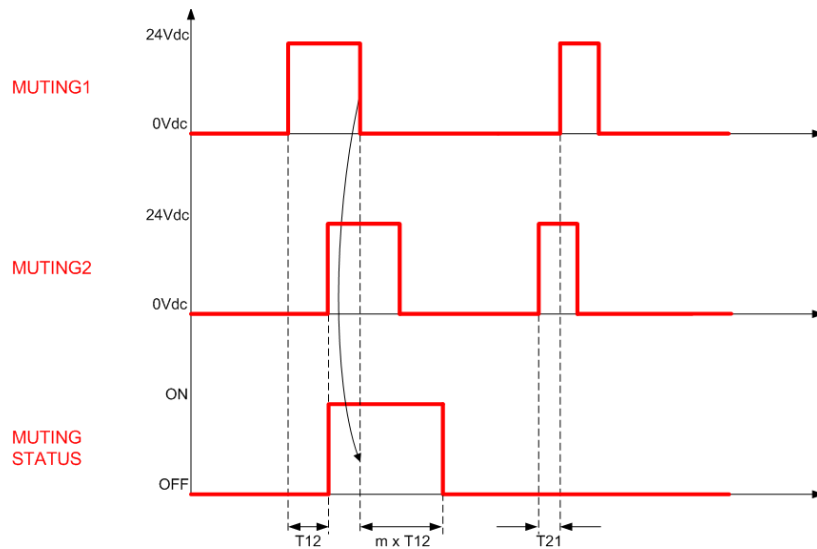 24Vdc
MUTING1
0Vdc
24Vdc
MUTING2
0Vdc
ON
MUTING
STATUS
OFF
T12
m x T12
T21